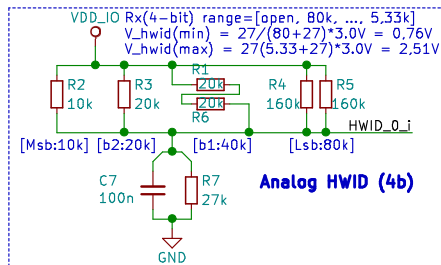 VDD_IO Rx(4-bit) range=[open, 80k, ..., 5,33k]
V_hwid(min) = 27/(80+27)*3.0V = 0,76V
V_hwid(max) = 27(5.33+27)*3.0V = 2,51V
R2
10k
R3
20k
R1
20k
20k
R6
R4
160k
R5
160k
HWID_0_i
[Msb:10k] [b2:20k] [b1:40k] [Lsb:80k]
C7
100n
R7
27k
Analog HWID (4b)
GND